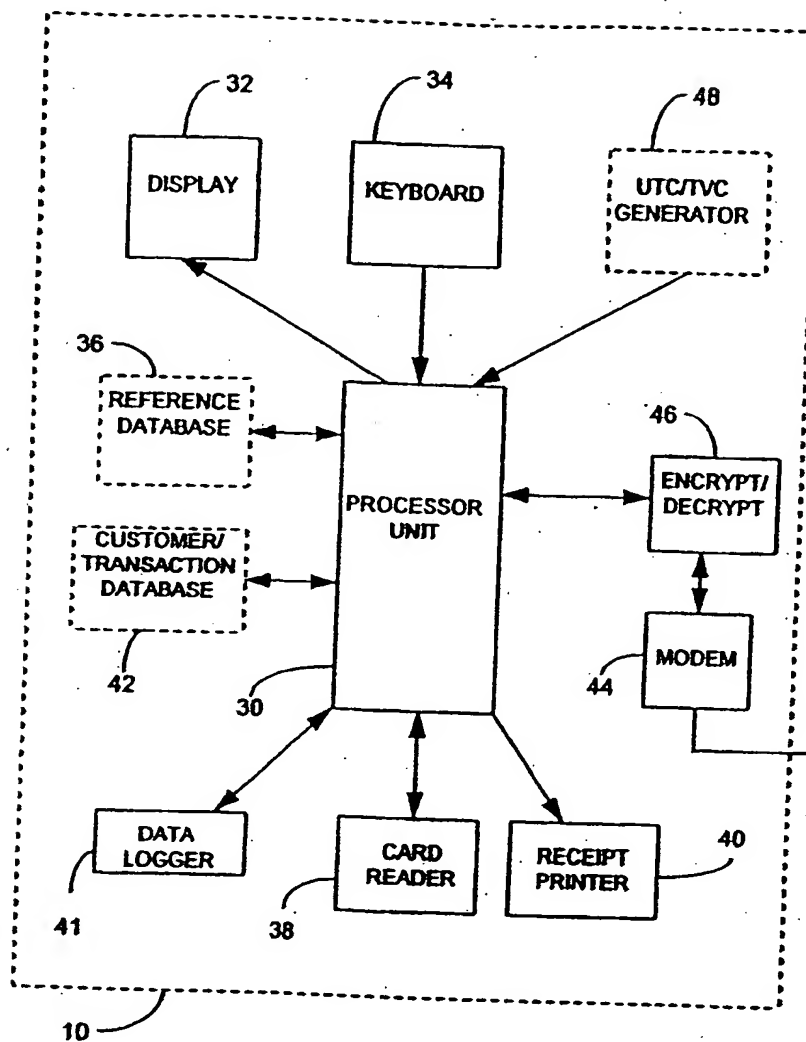 32
34
48
DISPLAY
KEYBOARD
UTC/TVC
GENERATOR
36
REFERENCE
DATABASE
46
ENCRYPT/
DECRYPT
PROCESSOR
UNIT
CUSTOMER/
TRANSACTION
DATABASE
MODEM
42
30
44
DATA
LOGGER
CARD
READER
RECEIPT
PRINTER
40
41
38
10